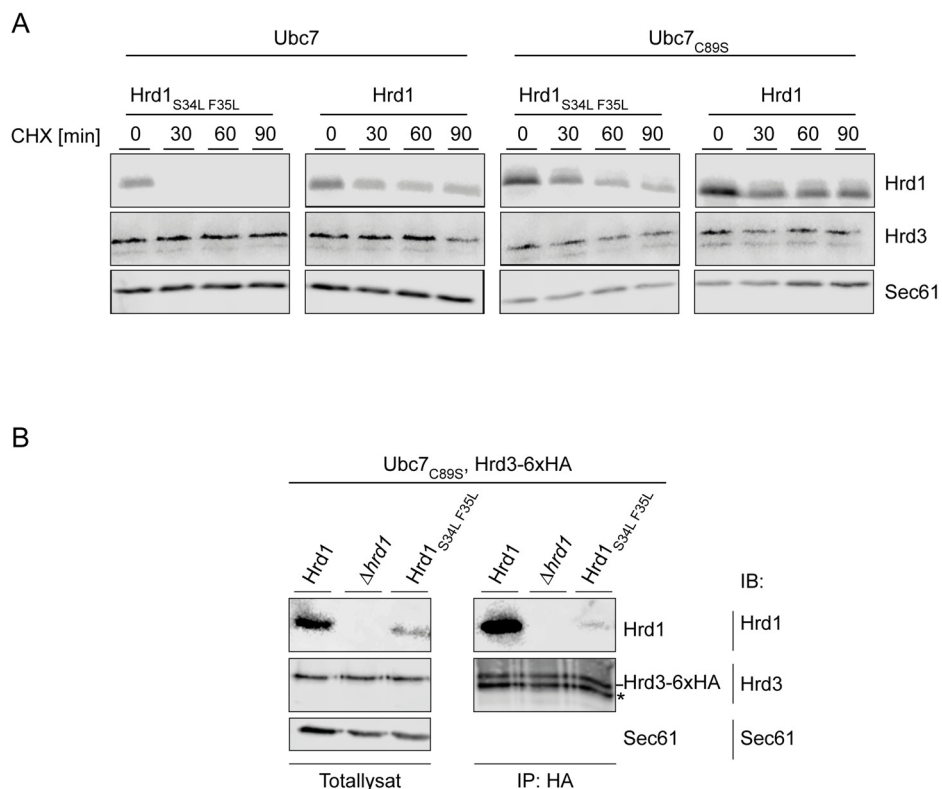 A
Ubc7 Ubc7C89S
Hrd1S34L F35L Hrd1 Hrd1S34L F35L Hrd1
CHX [min] 0 30 60 90 0 30 60 90 0 30 60 90 0 30 60 90
Hrd1
Hrd3
Sec61
B
Ubc7C89S, Hrd3-6xHA
Hrd1 Δhrd1 Hrd1S34L F35L Hrd1 Δhrd1 Hrd1S34L F35L IB:
Hrd1 Hrd1
Hrd3-6xHA Hrd3
*
Sec61 Sec61
Totallysat IP: HA